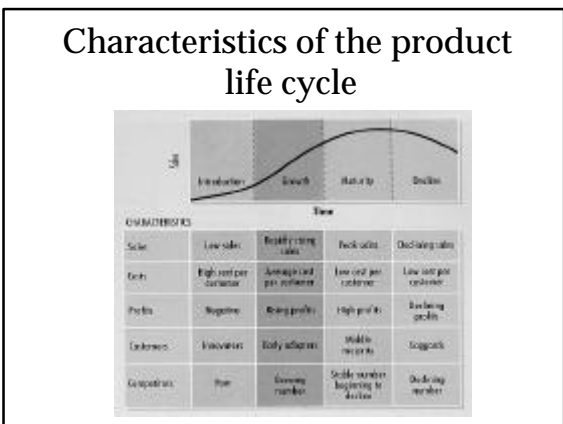 Characteristics of the product
life cycle
Sales
Introduction Growth Maturity Decline
Time
CHARACTERISTICS
Sales Low sales Rapidly rising sales Peak sales Declining sales
Costs High cost per customer Average cost per customer Low cost per customer Low cost per customer
Profits Negative Rising profits High profits Declining profits
Customers Innovators Early adopters Middle majority Laggards
Competitors Few Growing number Stable number beginning to decline Declining number